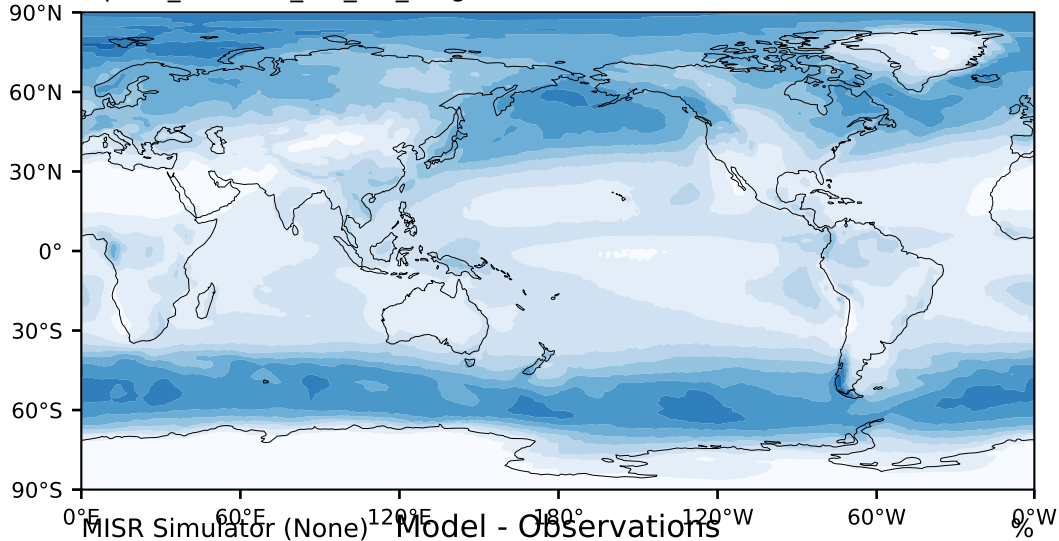 90°N
60°N
30°N
0°
30°S
60°S
90°S
0°E 60°E 120°E 180° 120°W 60°W 0°W
MISR Simulator (None) Model - Observations %